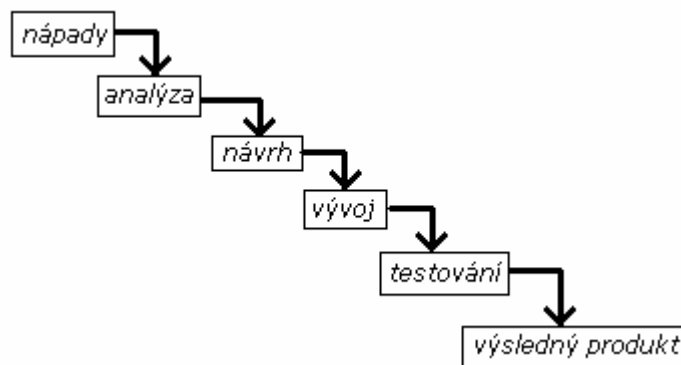 nápady
analýza
návrh
vývoj
testování
výsledný produkt